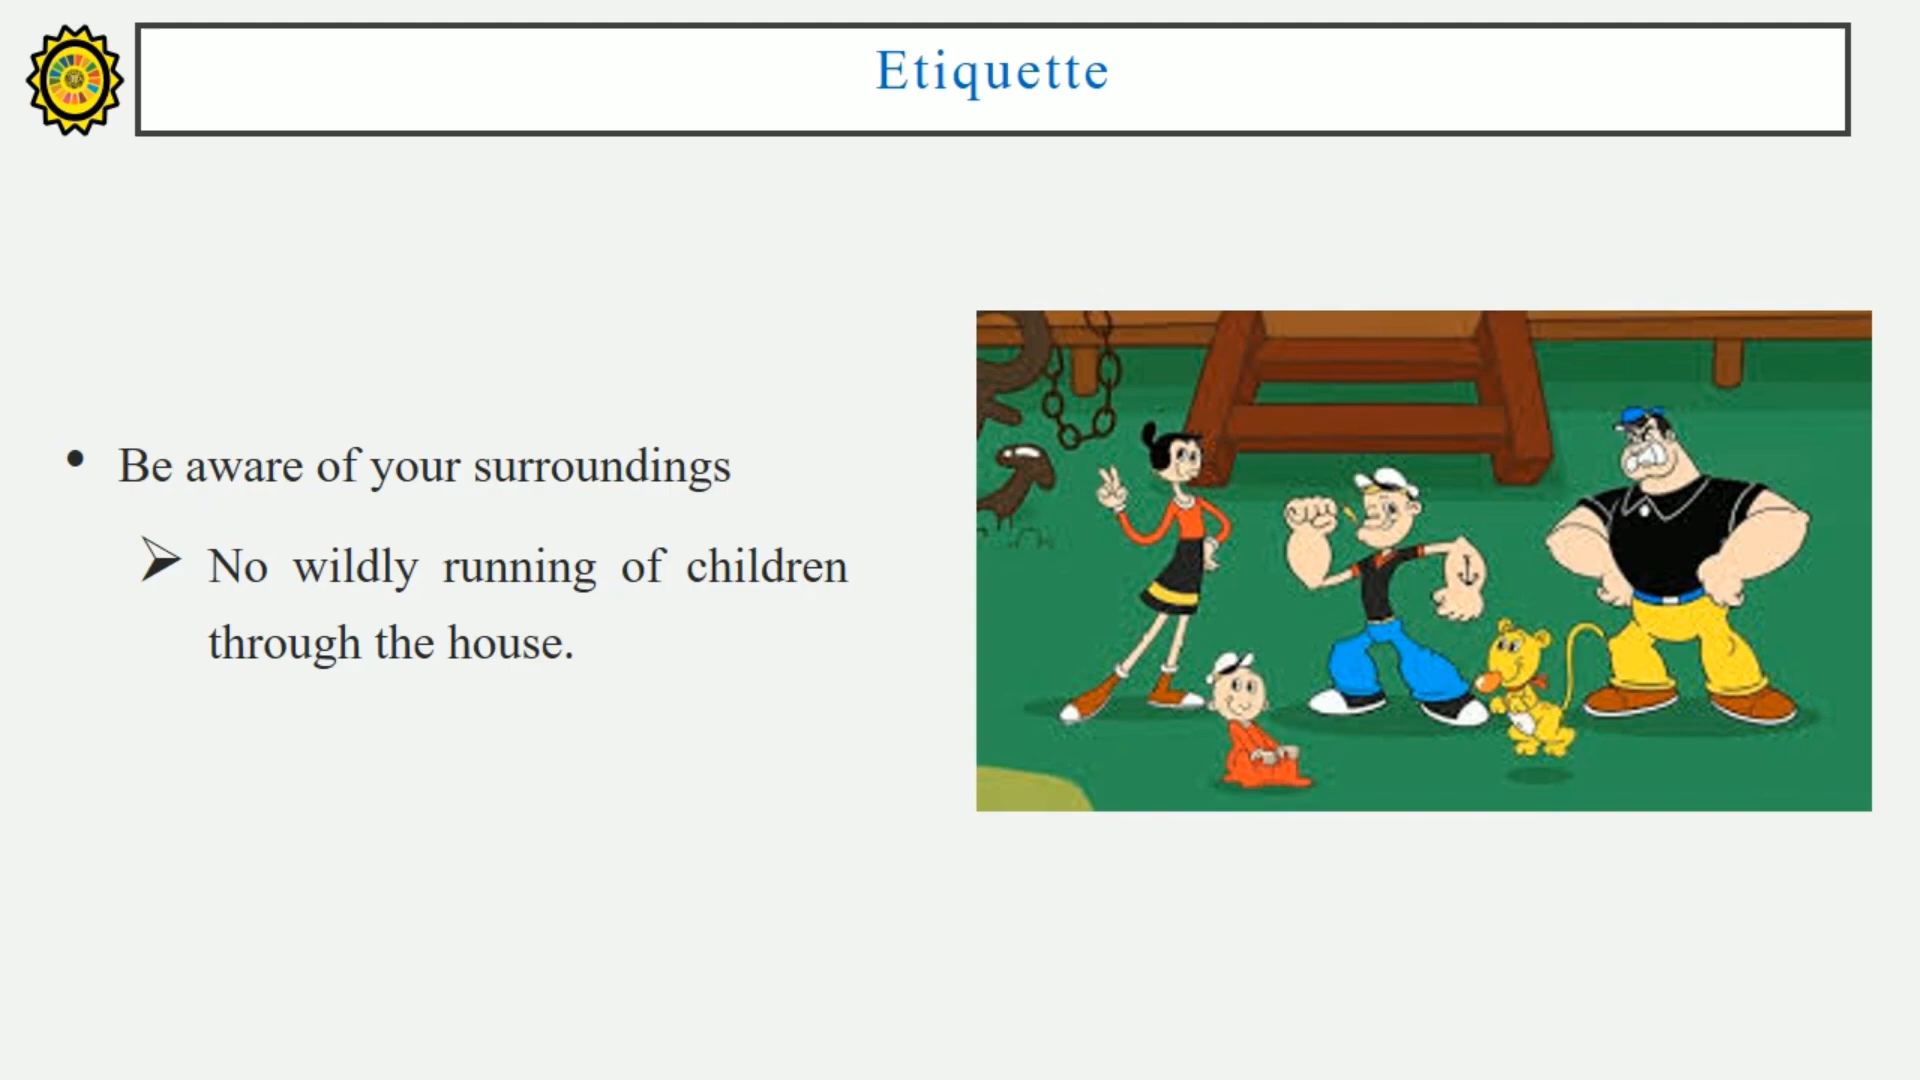 Etiquette
• Be aware of your surroundings
➢ No wildly running of children
through the house.